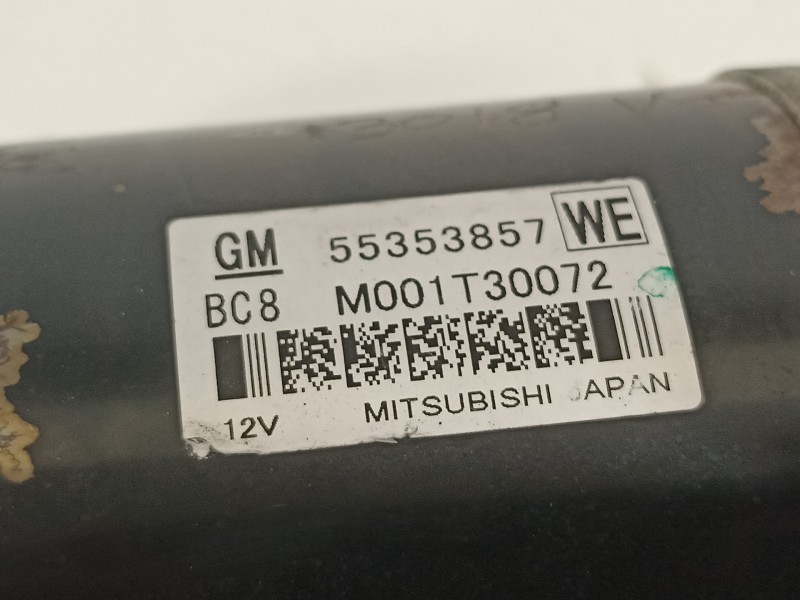 GM 55353857 WE
BC8 M001T30072
12V MITSUBISHI JAPAN